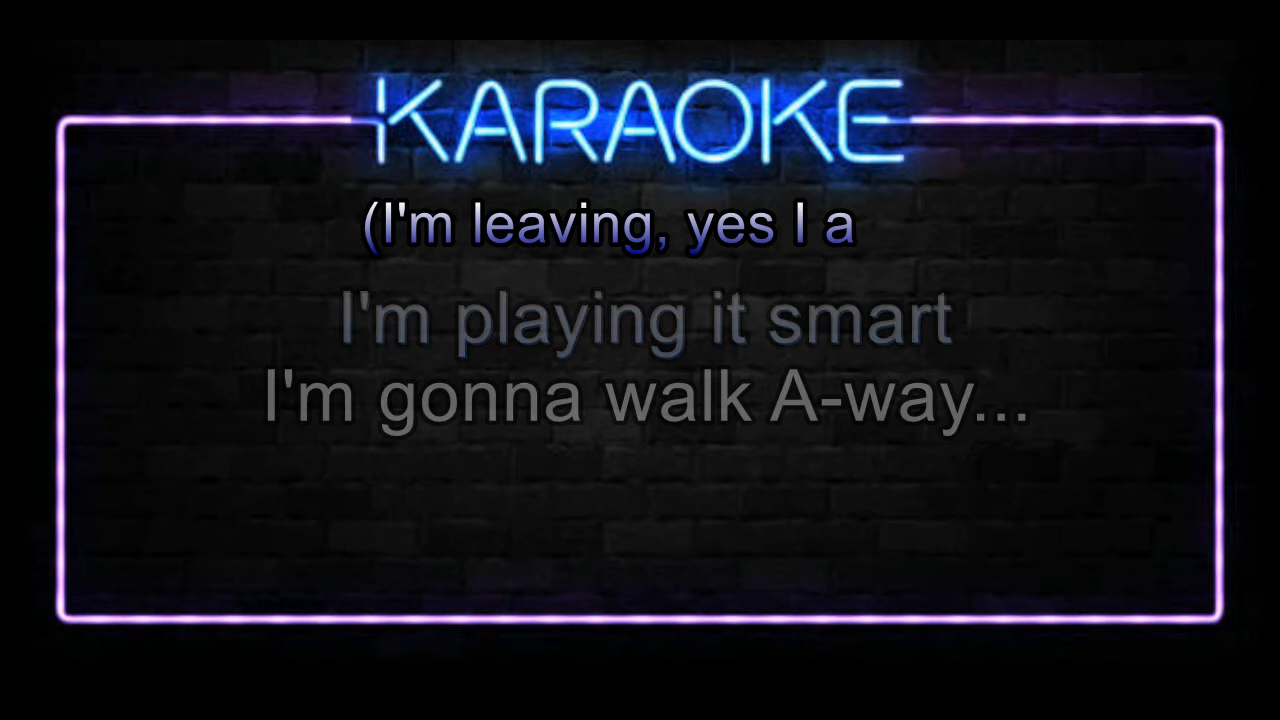 KARAOKE
(I'm leaving, yes I a
I'm playing it smart
I'm gonna walk A-way...